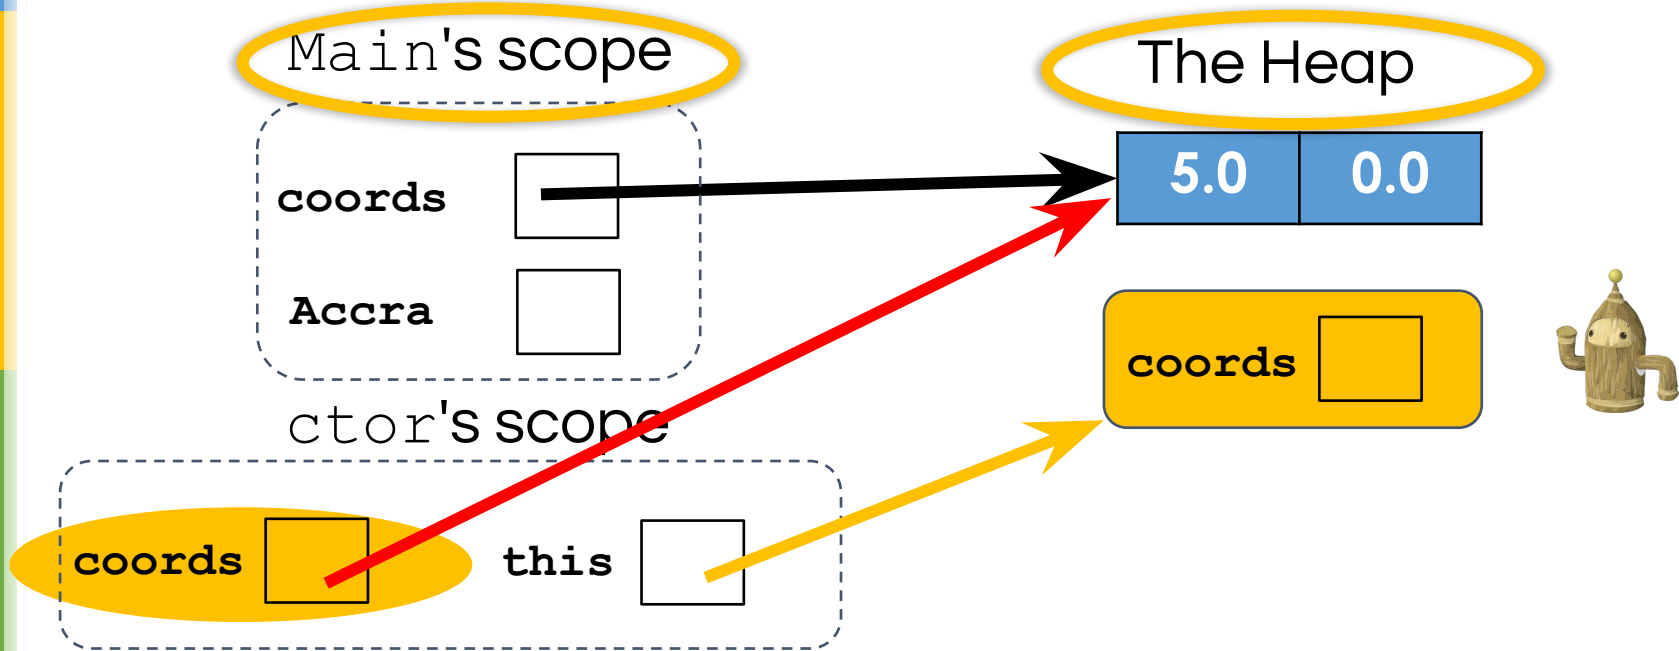 Main's scope
The Heap
coords
5.0 0.0
Accra
coords
ctor's scope
coords
this